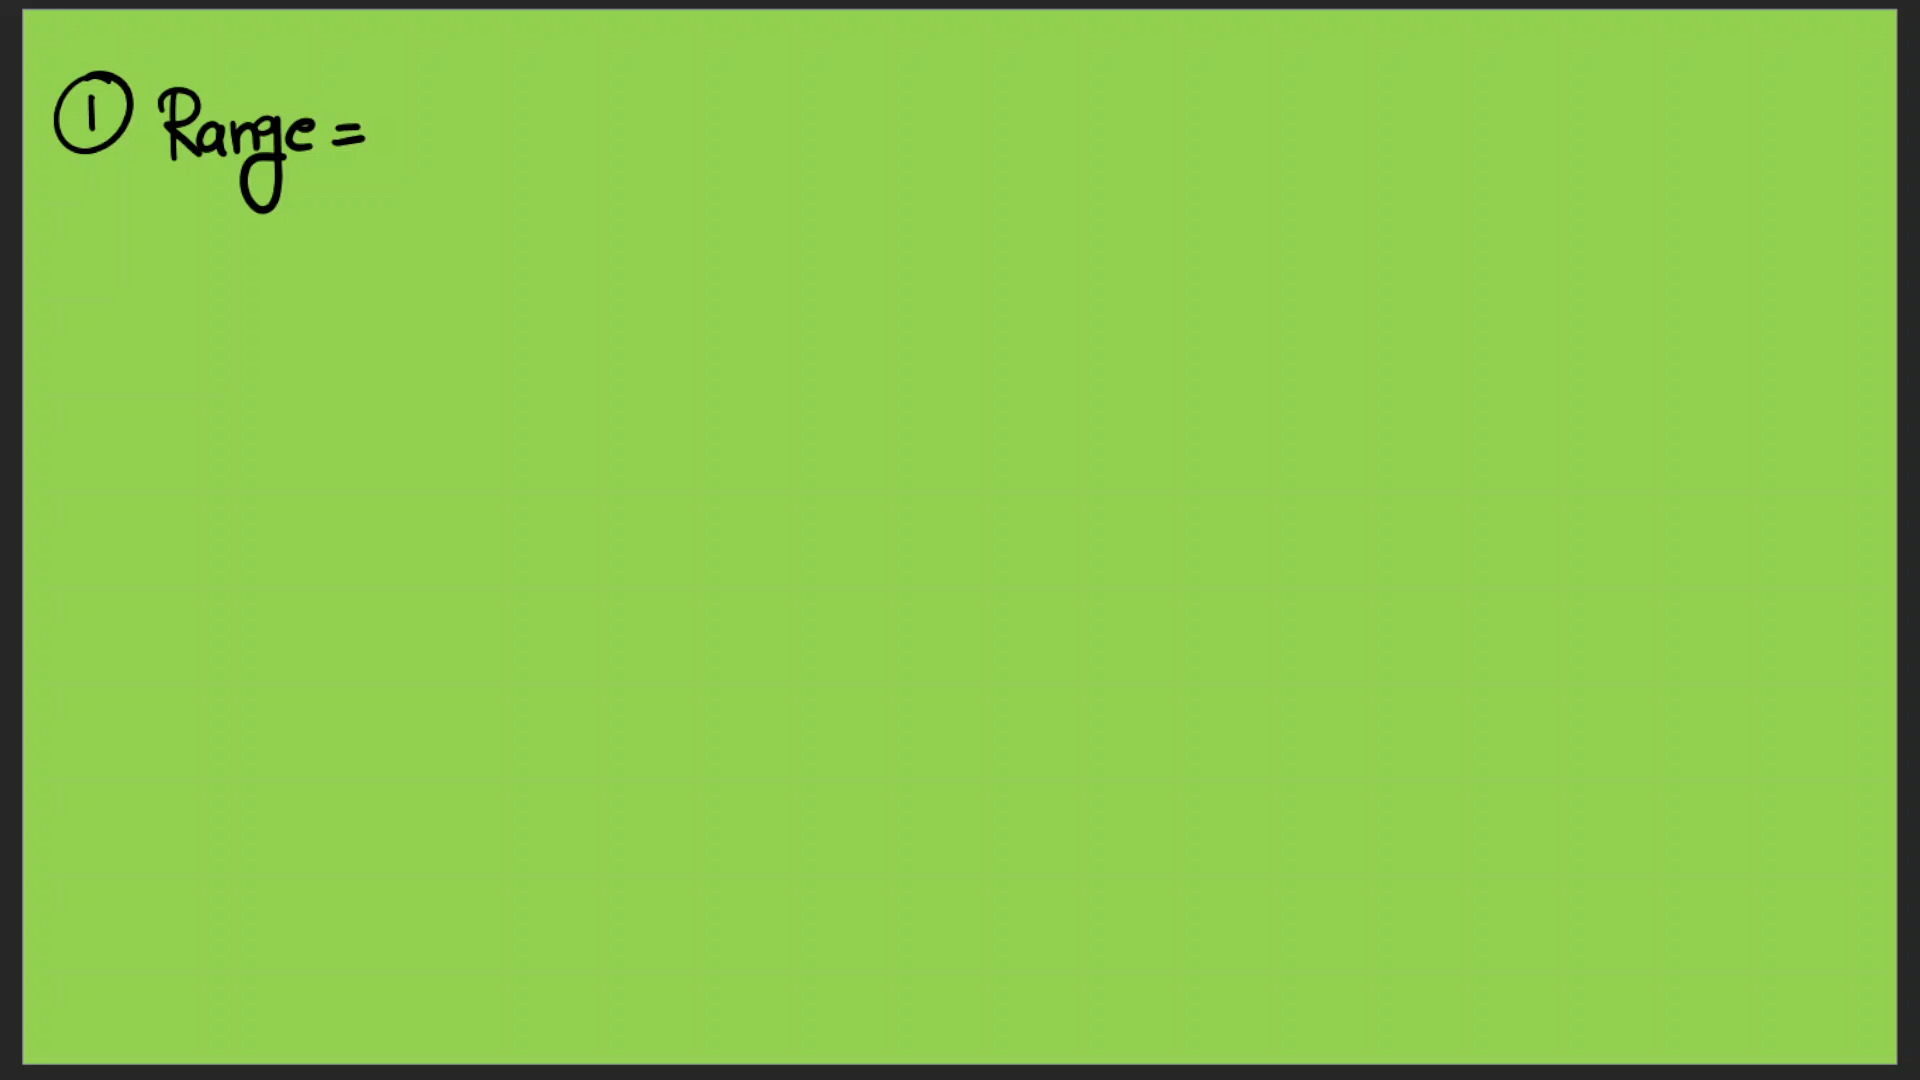 ① Range =